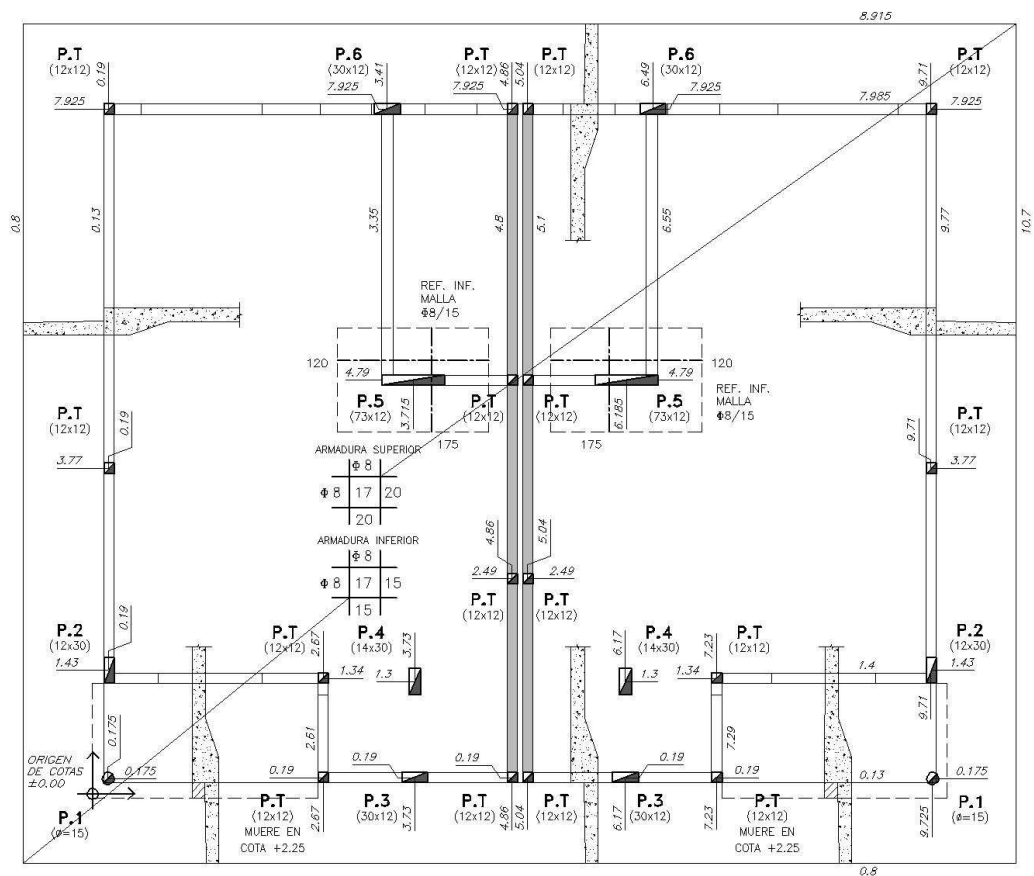 8.915
P.T
(12x12)
0.19
P.6
(30x12)
3.41
P.T
(12x12)
4.86
5.04
P.T
(12x12)
6.49
P.6
(30x12)
9.71
P.T
(12x12)
7.925
7.925
7.925
7.925
7.985
7.925
0.8
0.13
3.35
4.8
5.1
6.55
9.77
10.7
REF. INF.
MALLA
Φ8/15
120
120
4.79
4.79
P.5
(73x12)
3.715
P.T
(12x12)
P.T
(12x12)
6.185
P.5
(73x12)
REF. INF.
MALLA
Φ8/15
175
175
P.T
(12x12)
0.19
3.77
9.71
P.T
(12x12)
3.77
ARMADURA SUPERIOR
Φ 8
Φ 8 17 20
20
ARMADURA INFERIOR
Φ 8
Φ 8 17 15
15
4.86
5.04
2.49
2.49
P.T
(12x12)
P.T
(12x12)
0.19
P.2
(12x30)
1.43
P.T
(12x12)
2.67
P.4
(14x30)
3.73
6.17
P.4
(14x30)
7.23
P.T
(12x12)
P.2
(12x30)
1.34
1.3
1.3
1.34
1.4
1.43
0.175
2.61
7.29
9.71
ORIGEN
DE COTAS
±0.00
0.175
0.19
0.19
0.19
0.19
0.19
0.13
0.175
P.1
(ø=15)
P.T
(12x12)
MUERE EN
COTA +2.25
2.67
P.3
(30x12)
3.73
P.T
(12x12)
4.86
5.04
P.T
(12x12)
6.17
P.3
(30x12)
7.23
P.T
(12x12)
MUERE EN
COTA +2.25
9.725
P.1
(ø=15)
0.8